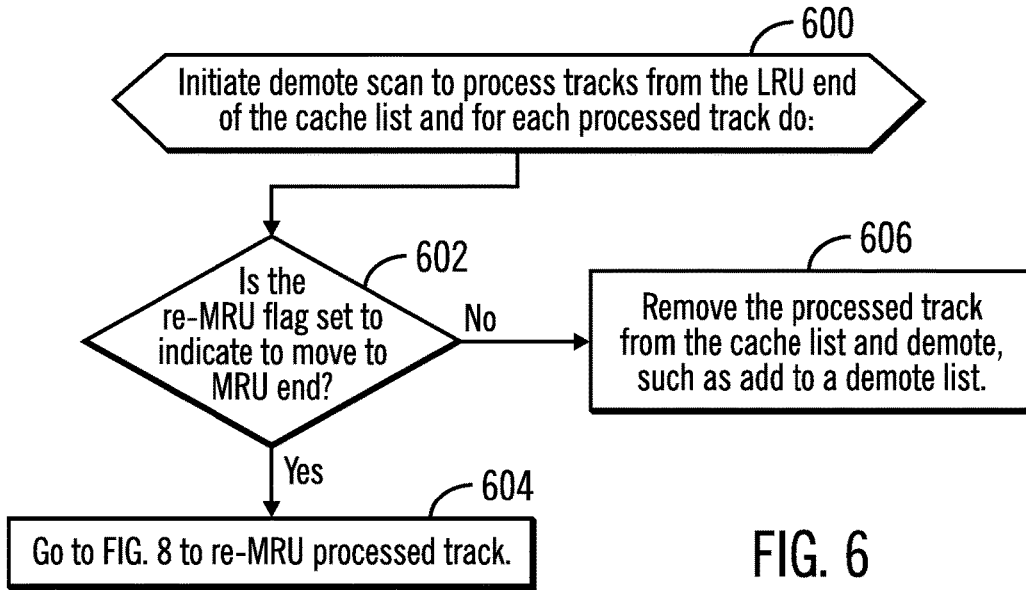 600
Initiate demote scan to process tracks from the LRU end
of the cache list and for each processed track do:
602
Is the
re-MRU flag set to
indicate to move to
MRU end?
No
606
Remove the processed track
from the cache list and demote,
such as add to a demote list.
Yes
604
Go to FIG. 8 to re-MRU processed track.
FIG. 6